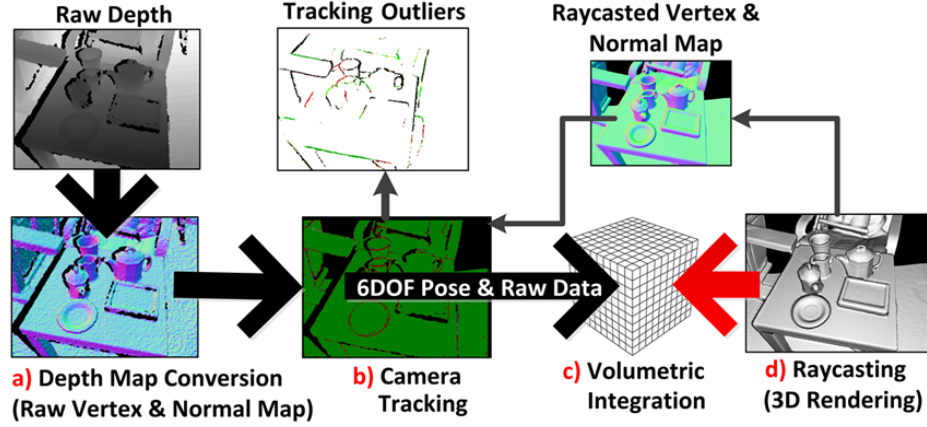 Raw Depth
Tracking Outliers
Raycasted Vertex &
Normal Map
6DOF Pose & Raw Data
a) Depth Map Conversion
(Raw Vertex & Normal Map)
b) Camera
Tracking
c) Volumetric
Integration
d) Raycasting
(3D Rendering)